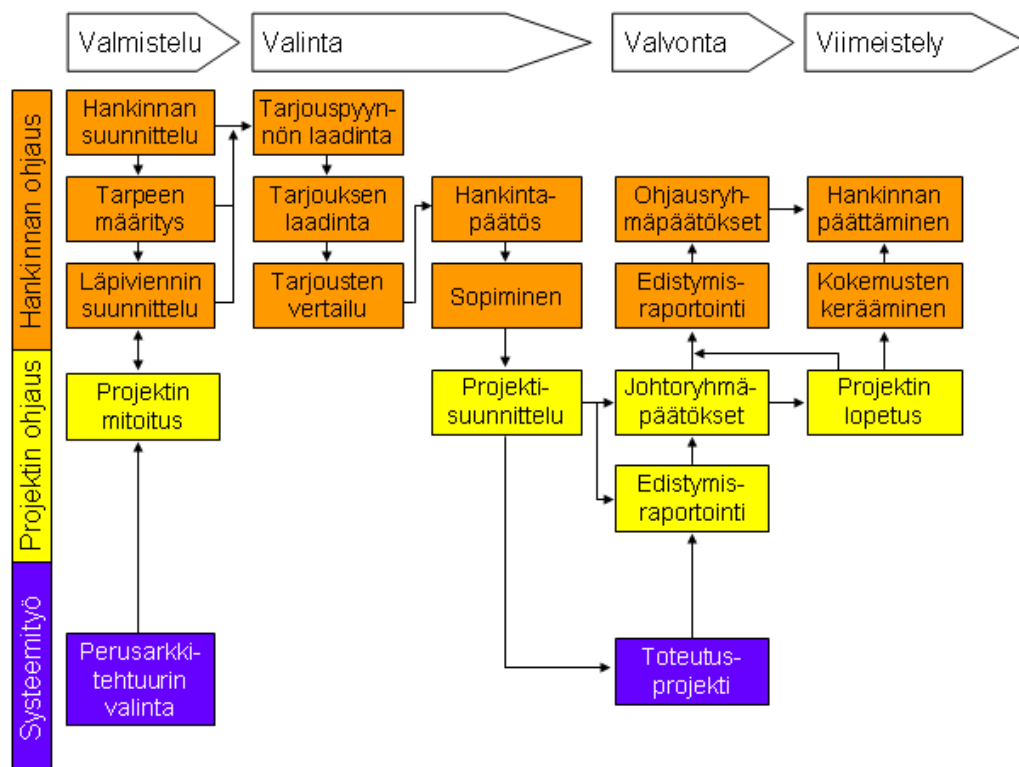 Valmistelu
Valinta
Valvonta
Viimeistely
Hankinnan ohjaus
Hankinnan
suunnittelu
Tarjouspyyn-
nön laadinta
Tarpeen
määritys
Tarjouksen
laadinta
Hankinta-
päätös
Ohjausryh-
mäpäätökset
Hankinnan
päättäminen
Läpiviennin
suunnittelu
Tarjousten
vertailu
Sopiminen
Edistymis-
raportointi
Kokemusten
kerääminen
Projektin ohjaus
Projektin
mitoitus
Projekti-
suunnittelu
Johtoryhmä-
päätökset
Projektin
lopetus
Edistymis-
raportointi
Systeemityö
Perusarkki-
tehtuurin
valinta
Toteutus-
projekti